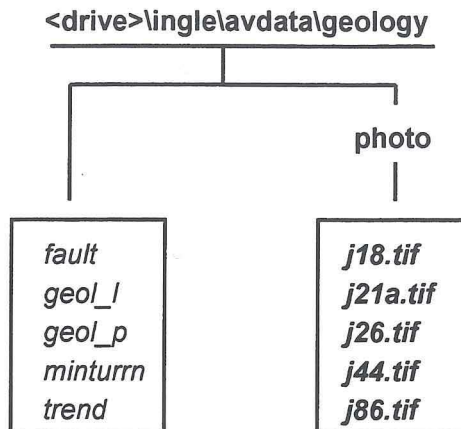 <drive>\ingle\avdata\geology
photo
fault
geol_l
geol_p
minturrn
trend
j18.tif
j21a.tif
j26.tif
j44.tif
j86.tif